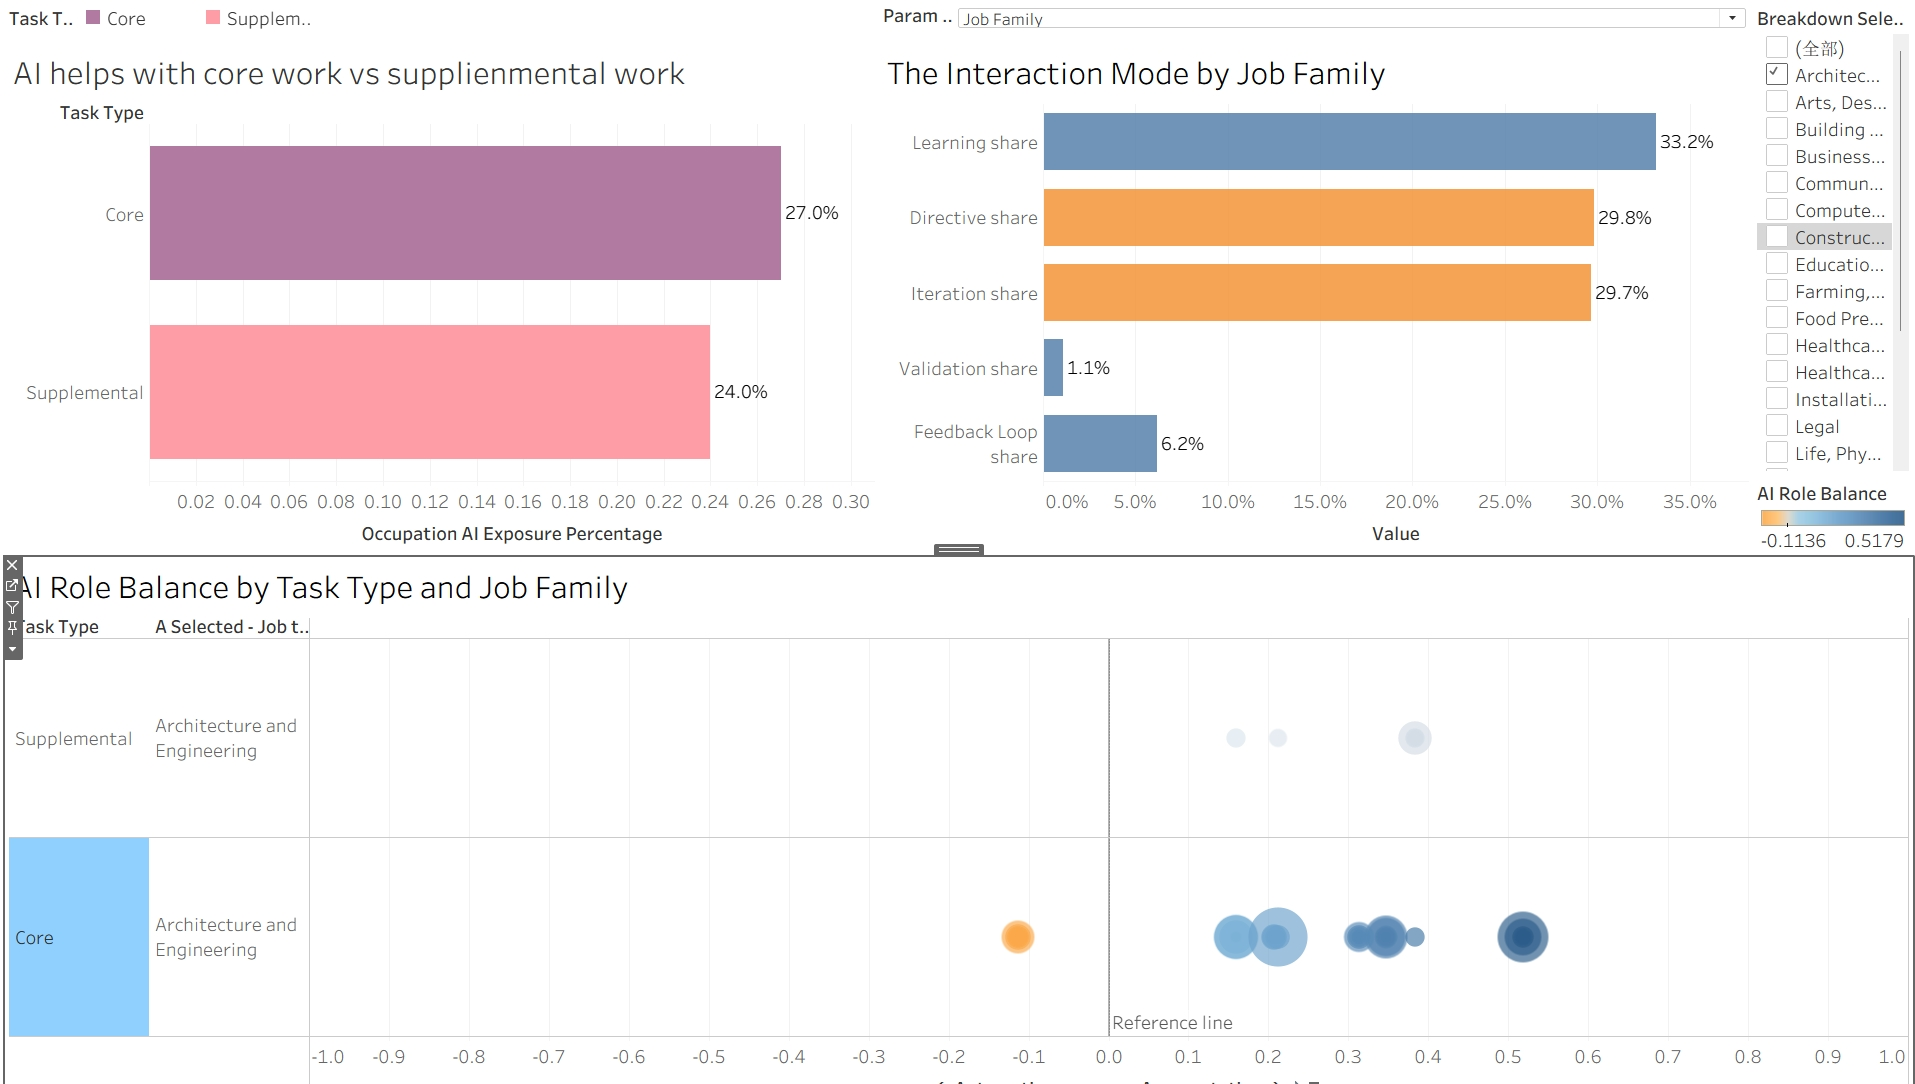 Task T..
Core
Supplem..
AI helps with core work vs supplienmental work
Task Type
Core
27.0%
Supplemental
24.0%
0.02 0.04 0.06 0.08 0.10 0.12 0.14 0.16 0.18 0.20 0.22 0.24 0.26 0.28 0.30
Occupation AI Exposure Percentage
Param ..
Job Family
The Interaction Mode by Job Family
Learning share
33.2%
Directive share
29.8%
Iteration share
29.7%
Validation share
1.1%
Feedback Loop
share
6.2%
0.0% 5.0% 10.0% 15.0% 20.0% 25.0% 30.0% 35.0%
Value
Breakdown Sele..
(全部)
Architec...
Arts, Des...
Building ...
Business...
Commun...
Compute...
Construc...
Educatio...
Farming,...
Food Pre...
Healthca...
Healthca...
Installati...
Legal
Life, Phy...
AI Role Balance
-0.1136 0.5179
AI Role Balance by Task Type and Job Family
Task Type
A Selected - Job t..
Supplemental
Architecture and
Engineering
Core
Architecture and
Engineering
Reference line
-1.0 -0.9 -0.8 -0.7 -0.6 -0.5 -0.4 -0.3 -0.2 -0.1 0.0 0.1 0.2 0.3 0.4 0.5 0.6 0.7 0.8 0.9 1.0